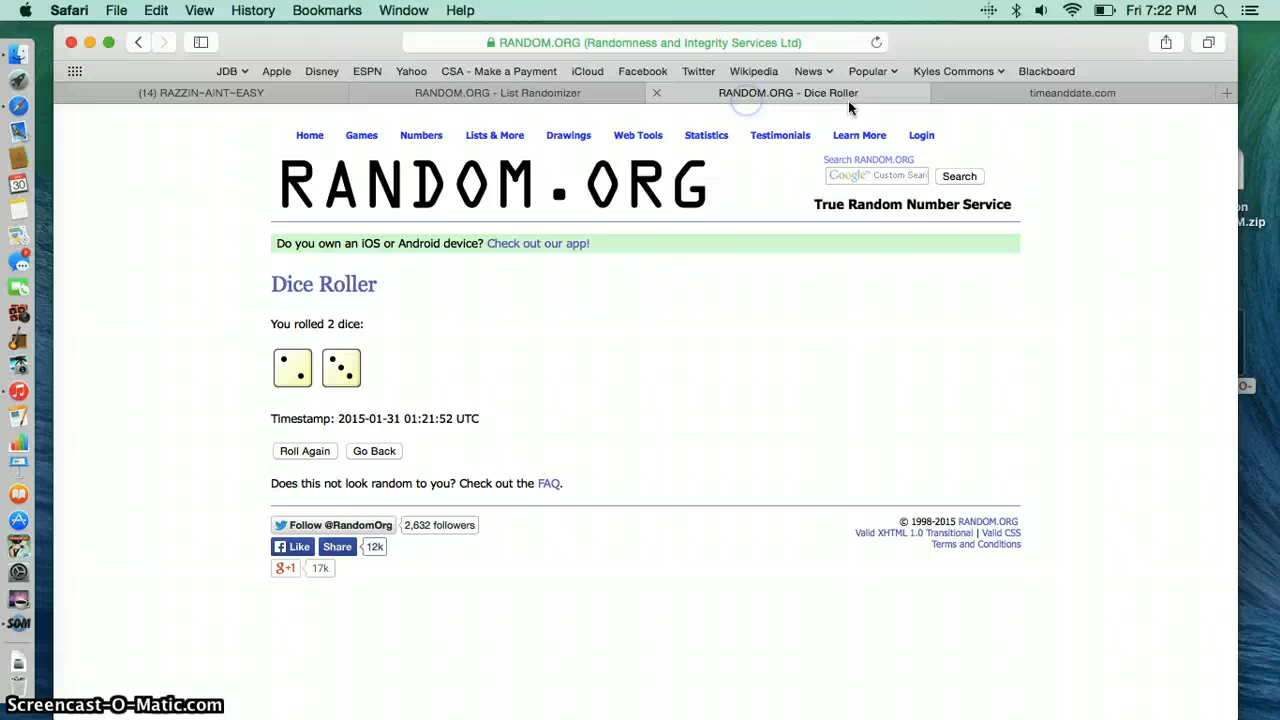 Safari File Edit View History Bookmarks Window Help Fri 7:22 PM
RANDOM.ORG (Randomness and Integrity Services Ltd)
JDB Apple Disney ESPN Yahoo CSA - Make a Payment iCloud Facebook Twitter Wikipedia News Popular Kyles Commons Blackboard
(14) RAZZIN~AINT~EASY RANDOM.ORG - List Randomizer RANDOM.ORG - Dice Roller timeanddate.com
Home Games Numbers Lists & More Drawings Web Tools Statistics Testimonials Learn More Login
RANDOM.ORG
Search RANDOM.ORG
Google™ Custom Sear Search
True Random Number Service
Do you own an iOS or Android device? Check out our app!
Dice Roller
You rolled 2 dice:
Timestamp: 2015-01-31 01:21:52 UTC
Roll Again Go Back
Does this not look random to you? Check out the FAQ.
Follow @RandomOrg 2,632 followers
Like Share 12k
g+1 17k
© 1998-2015 RANDOM.ORG
Valid XHTML 1.0 Transitional | Valid CSS
Terms and Conditions
30
SOM
on
M.zip
O-
Screencast-O-Matic.com